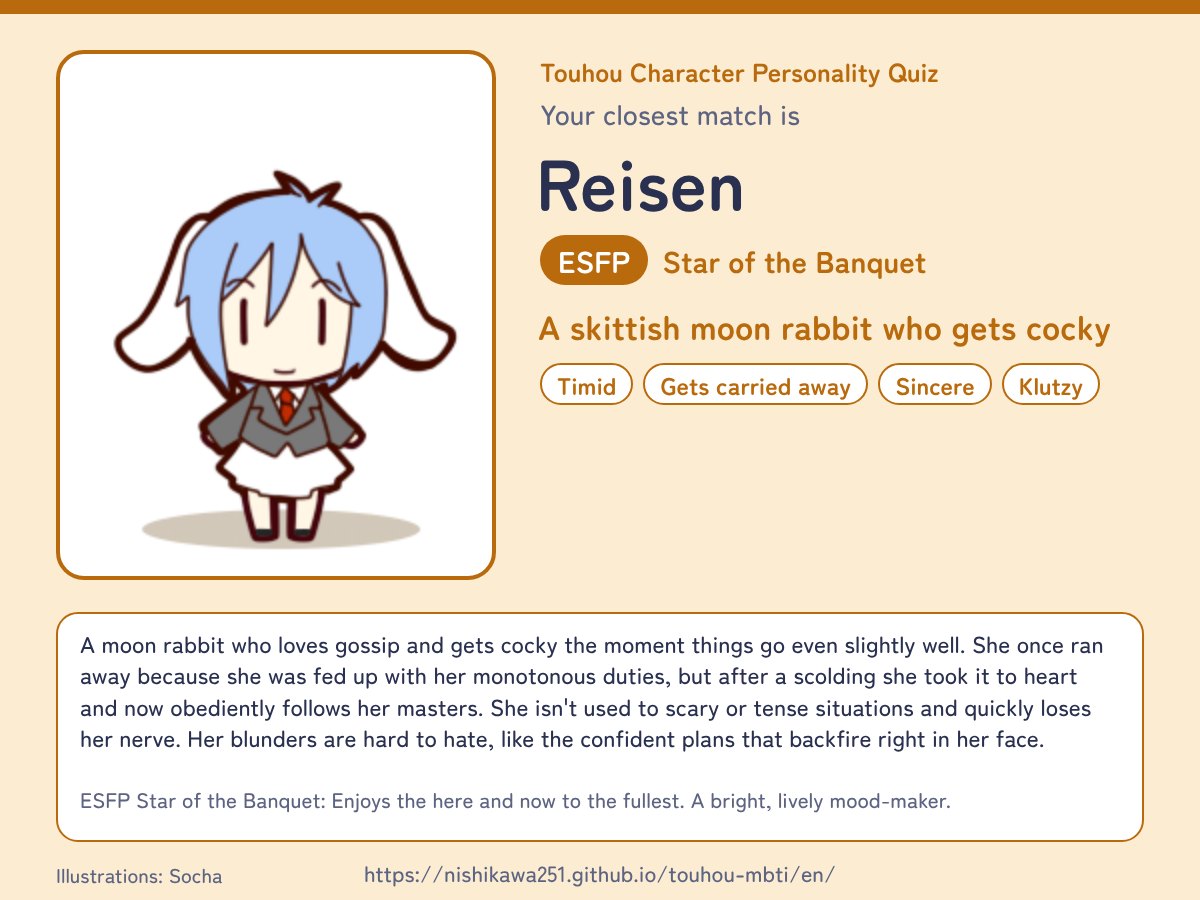 Touhou Character Personality Quiz
Your closest match is
Reisen
ESFP Star of the Banquet
A skittish moon rabbit who gets cocky
Timid Gets carried away Sincere Klutzy
A moon rabbit who loves gossip and gets cocky the moment things go even slightly well. She once ran
away because she was fed up with her monotonous duties, but after a scolding she took it to heart
and now obediently follows her masters. She isn't used to scary or tense situations and quickly loses
her nerve. Her blunders are hard to hate, like the confident plans that backfire right in her face.
ESFP Star of the Banquet: Enjoys the here and now to the fullest. A bright, lively mood-maker.
Illustrations: Socha https://nishikawa251.github.io/touhou-mbti/en/